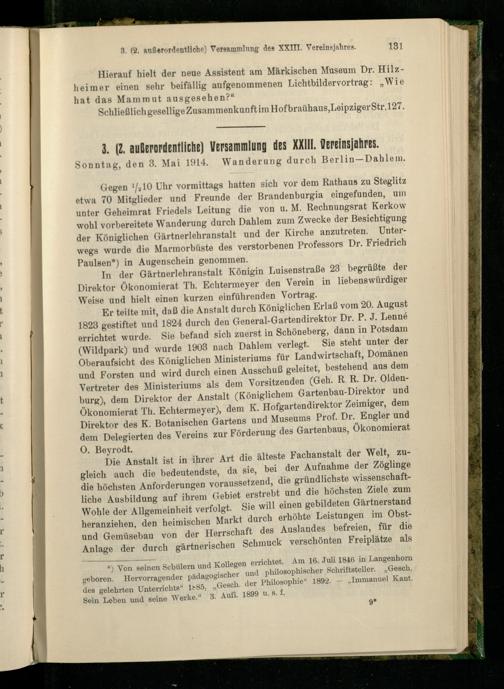 3. (2. außerordentliche) Versammlung des XXIII. Vereinsjahres. 131
Hierauf hielt der neue Assistent am Märkischen Museum Dr. Hilz-
heimer einen sehr beifällig aufgenommenen Lichtbildervortrag: „Wie
hat das Mammut ausgesehen?“
Schließlich gesellige Zusammenkunft im Hofbräuhaus, Leipziger Str. 127.
3. (2. außerordentliche) Versammlung des XXIII. Vereinsjahres.
Sonntag, den 3. Mai 1914. Wanderung durch Berlin—Dahlem.
Gegen ½10 Uhr vormittags hatten sich vor dem Rathaus zu Steglitz
etwa 70 Mitglieder und Freunde der Brandenburgia eingefunden, um
unter Geheimrat Friedels Leitung die von u. M. Rechnungsrat Kerkow
wohl vorbereitete Wanderung durch Dahlem zum Zwecke der Besichtigung
der Königlichen Gärtnerlehranstalt und der Kirche anzutreten. Unter-
wegs wurde die Marmorbüste des verstorbenen Professors Dr. Friedrich
Paulsen*) in Augenschein genommen.
In der Gärtnerlehranstalt Königin Luisenstraße 23 begrüßte der
Direktor Ökonomierat Th. Echtermeyer den Verein in liebenswürdiger
Weise und hielt einen kurzen einführenden Vortrag.
Er teilte mit, daß die Anstalt durch Königlichen Erlaß vom 20. August
1823 gestiftet und 1824 durch den General-Gartendirektor Dr. P. J. Lenné
errichtet wurde. Sie befand sich zuerst in Schöneberg, dann in Potsdam
(Wildpark) und wurde 1903 nach Dahlem verlegt. Sie steht unter der
Oberaufsicht des Königlichen Ministeriums für Landwirtschaft, Domänen
und Forsten und wird durch einen Ausschuß geleitet, bestehend aus dem
Vertreter des Ministeriums als dem Vorsitzenden (Geh. R. R. Dr. Olden-
burg), dem Direktor der Anstalt (Königlichem Gartenbau-Direktor und
Ökonomierat Th. Echtermeyer), dem K. Hofgartendirektor Zeiniger, dem
Direktor des K. Botanischen Gartens und Museums Prof. Dr. Engler und
dem Delegierten des Vereins zur Förderung des Gartenbaus, Ökonomierat
O. Beyrodt.
Die Anstalt ist in ihrer Art die älteste Fachanstalt der Welt, zu-
gleich auch die bedeutendste, da sie, bei der Aufnahme der Zöglinge
die höchsten Anforderungen voraussetzend, die gründlichste wissenschaft-
liche Ausbildung auf ihrem Gebiet erstrebt und die höchsten Ziele zum
Wohle der Allgemeinheit verfolgt. Sie will einen gebildeten Gärtnerstand
heranziehen, den heimischen Markt durch erhöhte Leistungen im Obst-
und Gemüsebau von der Herrschaft des Auslandes befreien, für die
Anlage der durch gärtnerischen Schmuck verschönten Freiplätze als
*) Von seinen Schülern und Kollegen errichtet. Am 16. Juli 1846 in Langenhorn
geboren. Hervorragender pädagogischer und philosophischer Schriftsteller. „Gesch.
des gelehrten Unterrichts“ 1885, „Gesch. der Philosophie“ 1892. — „Immanuel Kant.
Sein Leben und seine Werke.“ 3. Aufl. 1899 u. s. f.
9*